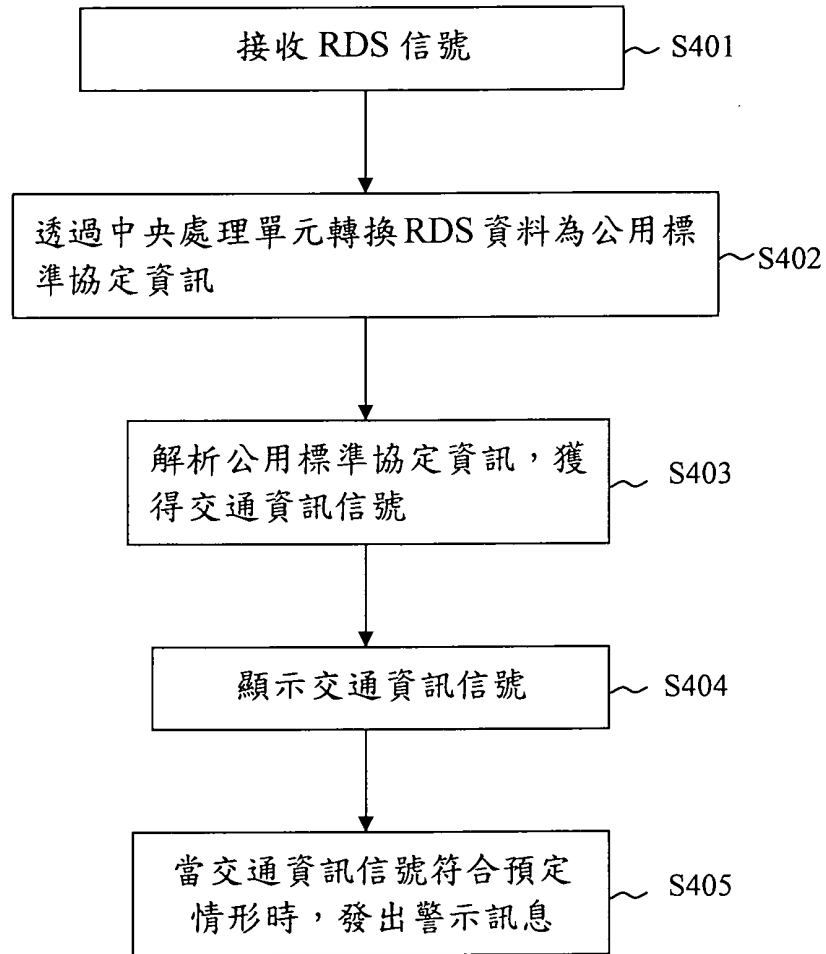 接收 RDS 信號
S401
透過中央處理單元轉換RDS資料為公用標
準協定資訊
S402
解析公用標準協定資訊，獲
得交通資訊信號
S403
顯示交通資訊信號
S404
當交通資訊信號符合預定
情形時，發出警示訊息
S405